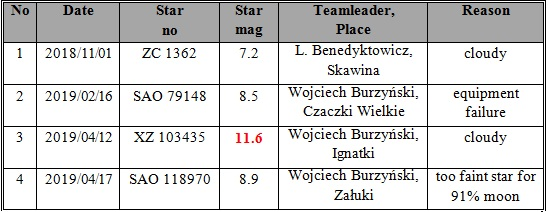 No Date Star no Star mag Teamleader, Place Reason
1 2018/11/01 ZC 1362 7.2 L. Benedyktowicz, Skawina cloudy
2 2019/02/16 SAO 79148 8.5 Wojciech Burzyński, Czaczki Wielkie equipment failure
3 2019/04/12 XZ 103435 11.6 Wojciech Burzyński, Ignatki cloudy
4 2019/04/17 SAO 118970 8.9 Wojciech Burzyński, Załuki too faint star for 91% moon